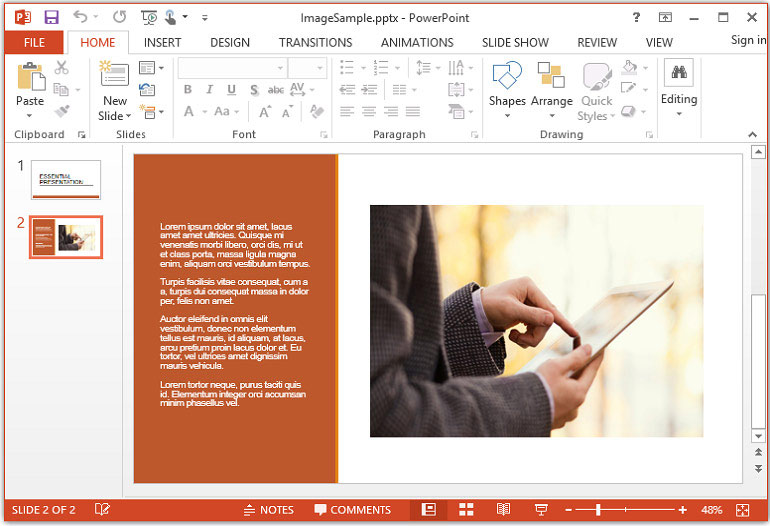 ImageSample.pptx - PowerPoint
FILE HOME INSERT DESIGN TRANSITIONS ANIMATIONS SLIDE SHOW REVIEW VIEW Sign in
Paste
New
Slide
B I U S abc AV
A Aa A A
Shapes Arrange Quick
Styles
Editing
Clipboard Slides Font Paragraph Drawing
1
ESSENTIAL
PRESENTATION
2
Lorem ipsum dolor sit amet, lacus
amet amet ultricies. Quisque mi
venenatis morbi libero, orci dis, mi ut
et class porta, massa ligula magna
enim, aliquam orci vestibulum tempus.
Turpis facilisis vitae consequat, cum a
a, turpis dui consequat massa in dolor
per, felis non amet.
Auctor eleifend in omnis elit
vestibulum, donec non elementum
tellus est mauris, id aliquam, at lacus,
arcu pretium proin lacus dolor et. Eu
tortor, vel ultrices amet dignissim
mauris vehicula.
Lorem tortor neque, purus taciti quis
id. Elementum integer orci accumsan
minim phasellus vel.
SLIDE 2 OF 2 NOTES COMMENTS 48%